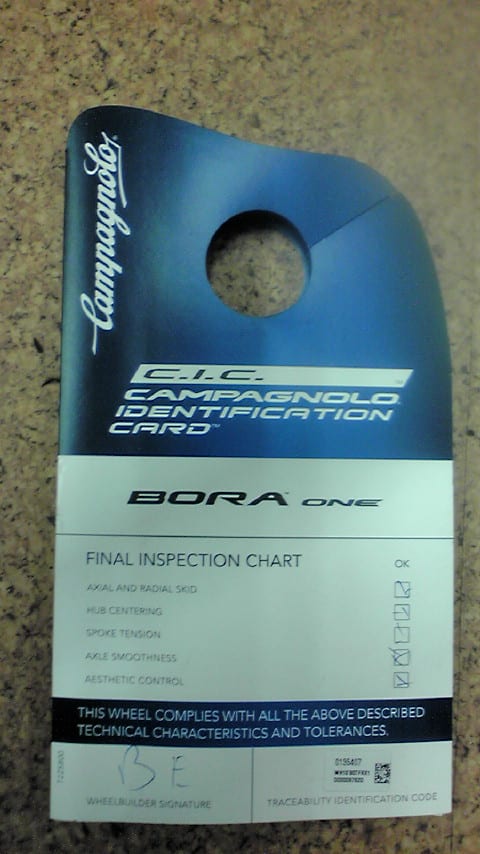 Campagnolo
C.I.C.
CAMPAGNOLO
IDENTIFICATION
CARD™
BORA™ ONE
FINAL INSPECTION CHART OK
AXIAL AND RADIAL SKID
HUB CENTERING
SPOKE TENSION
AXLE SMOOTHNESS
AESTHETIC CONTROL
THIS WHEEL COMPLIES WITH ALL THE ABOVE DESCRIBED
TECHNICAL CHARACTERISTICS AND TOLERANCES.
BE
WHEELBUILDER SIGNATURE
0135407
TRACEABILITY IDENTIFICATION CODE